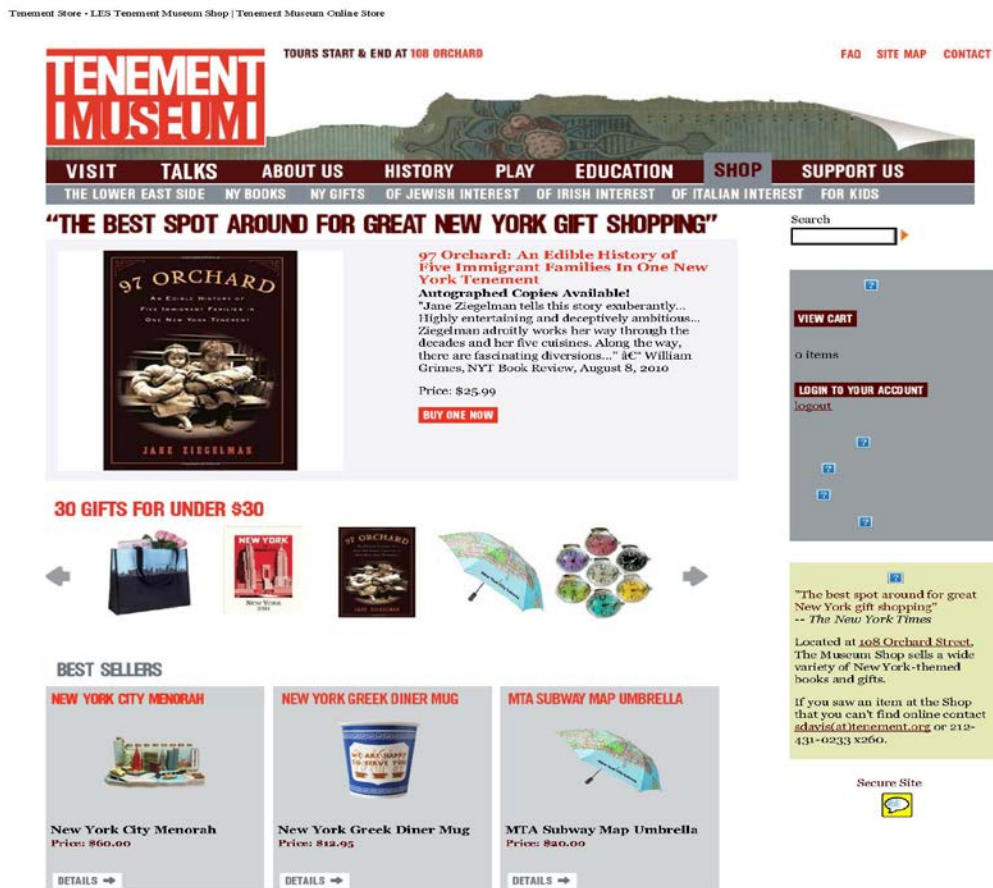 Tenement Store - LES Tenement Museum Shop | Tenement Museum Online Store
TENEMENT
MUSEUM
TOURS START & END AT 108 ORCHARD
FAQ SITE MAP CONTACT
VISIT TALKS ABOUT US HISTORY PLAY EDUCATION SHOP SUPPORT US
THE LOWER EAST SIDE NY BOOKS NY GIFTS OF JEWISH INTEREST OF IRISH INTEREST OF ITALIAN INTEREST FOR KIDS
“THE BEST SPOT AROUND FOR GREAT NEW YORK GIFT SHOPPING”
97 ORCHARD
AN EDIBLE HISTORY OF
FIVE IMMIGRANT FAMILIES IN
ONE NEW YORK TENEMENT
JANE ZIEGELMAN
97 Orchard: An Edible History of
Five Immigrant Families In One New
York Tenement
Autographed Copies Available!
"Jane Ziegelman tells this story exuberantly...
Highly entertaining and deceptively ambitious...
Ziegelman adroitly works her way through the
decades and her five cuisines. Along the way,
there are fascinating diversions..." â€“ William
Grimes, NYT Book Review, August 8, 2010
Price: $25.99
BUY ONE NOW
Search
VIEW CART
0 items
LOGIN TO YOUR ACCOUNT
logout
30 GIFTS FOR UNDER $30
NEW YORK
NEW YORK
97 ORCHARD
JANE ZIEGELMAN
New York City Subway
BEST SELLERS
NEW YORK CITY MENORAH
New York City Menorah
Price: $60.00
DETAILS
NEW YORK GREEK DINER MUG
WE ARE HAPPY
TO SERVE YOU
New York Greek Diner Mug
Price: $12.95
DETAILS
MTA SUBWAY MAP UMBRELLA
MTA Subway Map Umbrella
Price: $20.00
DETAILS
"The best spot around for great
New York gift shopping"
-- The New York Times
Located at 108 Orchard Street,
The Museum Shop sells a wide
variety of New York-themed
books and gifts.
If you saw an item at the Shop
that you can't find online contact
sdavis(at)tenement.org or 212-
431-0233 x260.
Secure Site